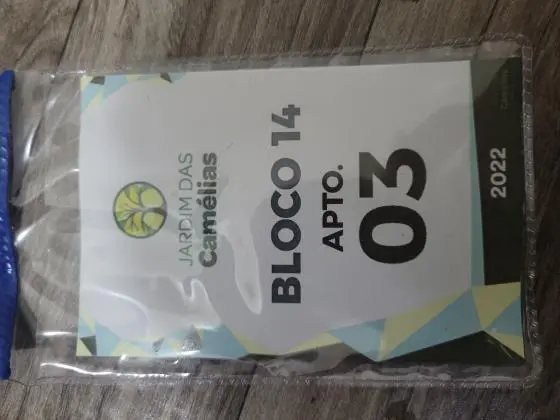 JARDIM DAS
Camélias
BLOCO 14
APTO.
03
2022